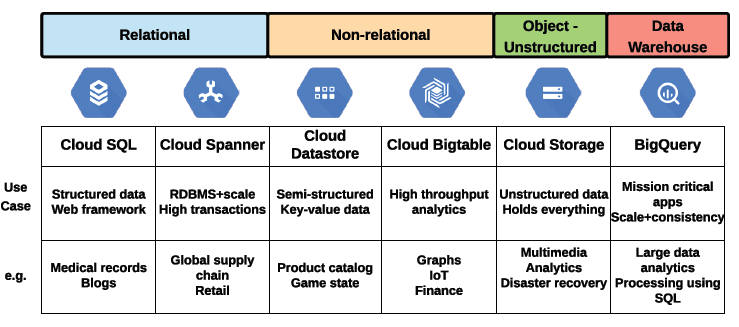 Relational
Non-relational
Object -
Unstructured
Data
Warehouse
Cloud SQL
Cloud Spanner
Cloud
Datastore
Cloud Bigtable
Cloud Storage
BigQuery
Use
Case
Structured data
Web framework
RDBMS+scale
High transactions
Semi-structured
Key-value data
High throughput
analytics
Unstructured data
Holds everything
Mission critical
apps
Scale+consistency
e.g.
Medical records
Blogs
Global supply
chain
Retail
Product catalog
Game state
Graphs
IoT
Finance
Multimedia
Analytics
Disaster recovery
Large data
analytics
Processing using
SQL